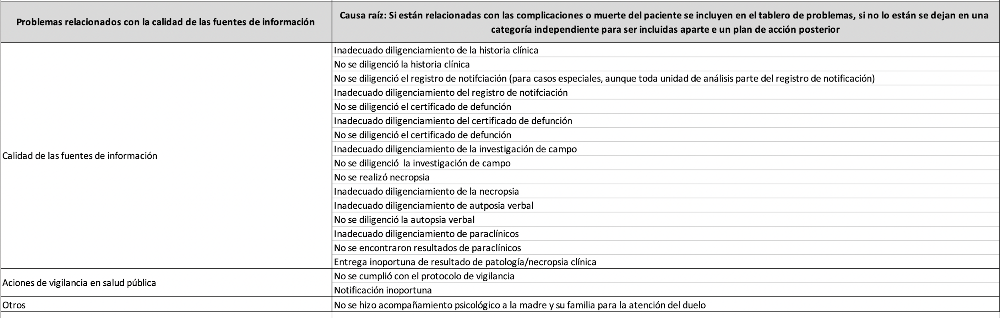 Problemas relacionados con la calidad de las fuentes de información
Causa raíz: Si están relacionadas con las complicaciones o muerte del paciente se incluyen en el tablero de problemas, si no lo están se dejan en una
categoría independiente para ser incluidas aparte e un plan de acción posterior
Calidad de las fuentes de información
Inadecuado diligenciamiento de la historia clínica
No se diligenció la historia clínica
No se diligenció el registro de notifciación (para casos especiales, aunque toda unidad de análisis parte del registro de notificación)
Inadecuado diligenciamiento del registro de notifciación
No se diligenció el certificado de defunción
Inadecuado diligenciamiento del certificado de defunción
No se diligenció el certificado de defunción
Inadecuado diligenciamiento de la investigación de campo
No se diligenció  la investigación de campo
No se realizó necropsia
Inadecuado diligenciamiento de la necropsia
Inadecuado diligenciamiento de autposia verbal
No se diligenció la autopsia verbal
Inadecuado diligenciamiento de paraclínicos
No se encontraron resultados de paraclínicos
Entrega inoportuna de resultado de patología/necropsia clínica
Aciones de vigilancia en salud pública
No se cumplió con el protocolo de vigilancia
Notificación inoportuna
Otros
No se hizo acompañamiento psicológico a la madre y su familia para la atención del duelo